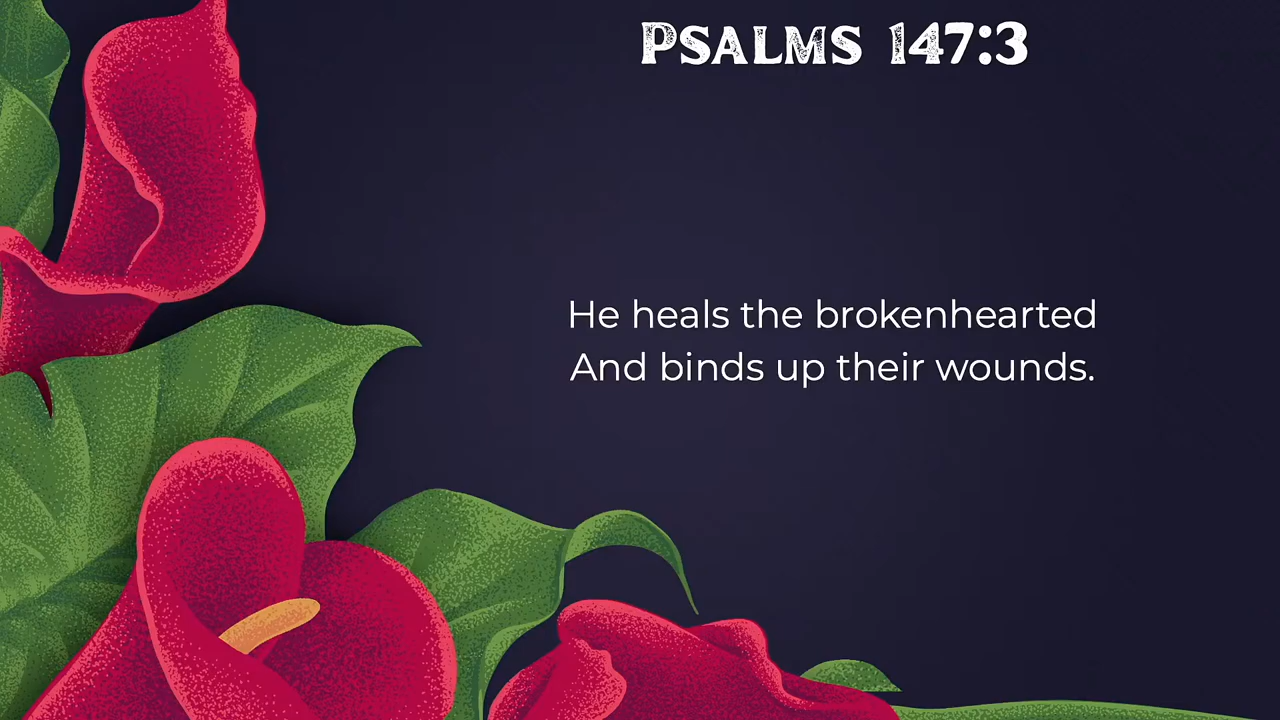 Psalms 147:3
He heals the brokenhearted
And binds up their wounds.